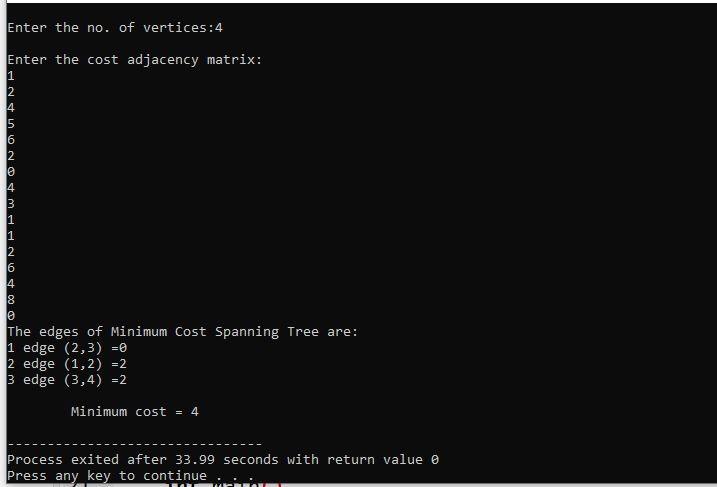 Enter the no. of vertices:4
Enter the cost adjacency matrix:
1
2
4
5
6
2
0
4
3
1
1
2
6
4
8
0
The edges of Minimum Cost Spanning Tree are:
1 edge (2,3) =0
2 edge (1,2) =2
3 edge (3,4) =2
Minimum cost = 4
--------------------------------
Process exited after 33.99 seconds with return value 0
Press any key to continue . . .